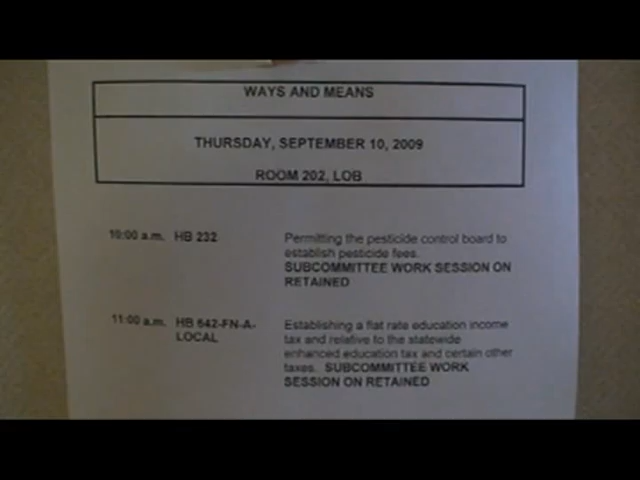 WAYS AND MEANS
THURSDAY, SEPTEMBER 10, 2009
ROOM 202, LOB
10:00 a.m. HB 232 Permitting the pesticide control board to
establish pesticide fees.
SUBCOMMITTEE WORK SESSION ON
RETAINED
11:00 a.m. HB 642-FN-A- Establishing a flat rate education income
LOCAL tax and relative to the statewide
enhanced education tax and certain other
taxes. SUBCOMMITTEE WORK
SESSION ON RETAINED